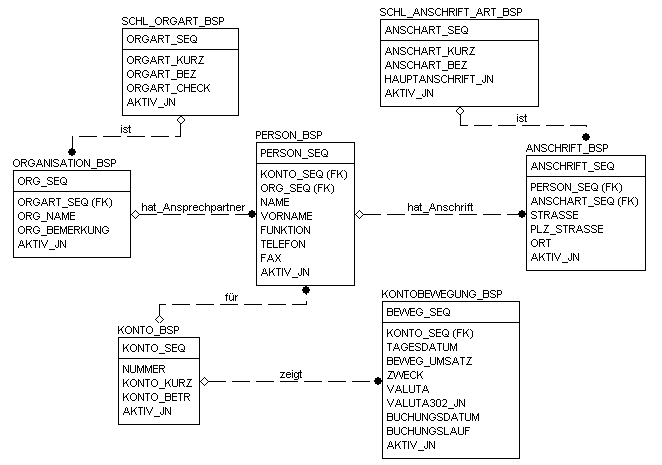 SCHL_ORGART_BSP
ORGART_SEQ
ORGART_KURZ
ORGART_BEZ
ORGART_CHECK
AKTIV_JN
SCHL_ANSCHRIFT_ART_BSP
ANSCHART_SEQ
ANSCHART_KURZ
ANSCHART_BEZ
HAUPTANSCHRIFT_JN
AKTIV_JN
ist
ist
ORGANISATION_BSP
ORG_SEQ
ORGART_SEQ (FK)
ORG_NAME
ORG_BEMERKUNG
AKTIV_JN
hat_Ansprechpartner
PERSON_BSP
PERSON_SEQ
KONTO_SEQ (FK)
ORG_SEQ (FK)
NAME
VORNAME
FUNKTION
TELEFON
FAX
AKTIV_JN
hat_Anschrift
ANSCHRIFT_BSP
ANSCHRIFT_SEQ
PERSON_SEQ (FK)
ANSCHART_SEQ (FK)
STRASSE
PLZ_STRASSE
ORT
AKTIV_JN
für
KONTO_BSP
KONTO_SEQ
NUMMER
KONTO_KURZ
KONTO_BETR
AKTIV_JN
zeigt
KONTOBEWEGUNG_BSP
BEWEG_SEQ
KONTO_SEQ (FK)
TAGESDATUM
BEWEG_UMSATZ
ZWECK
VALUTA
VALUTA302_JN
BUCHUNGSDATUM
BUCHUNGSLAUF
AKTIV_JN